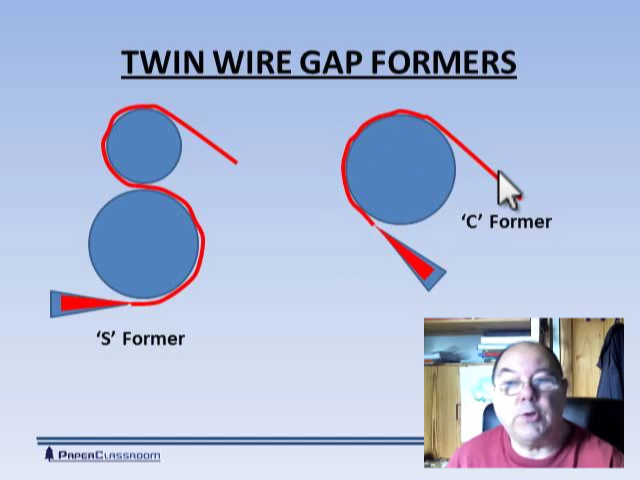 TWIN WIRE GAP FORMERS
‘C’ Former
‘S’ Former
PAPERCLASSROOM